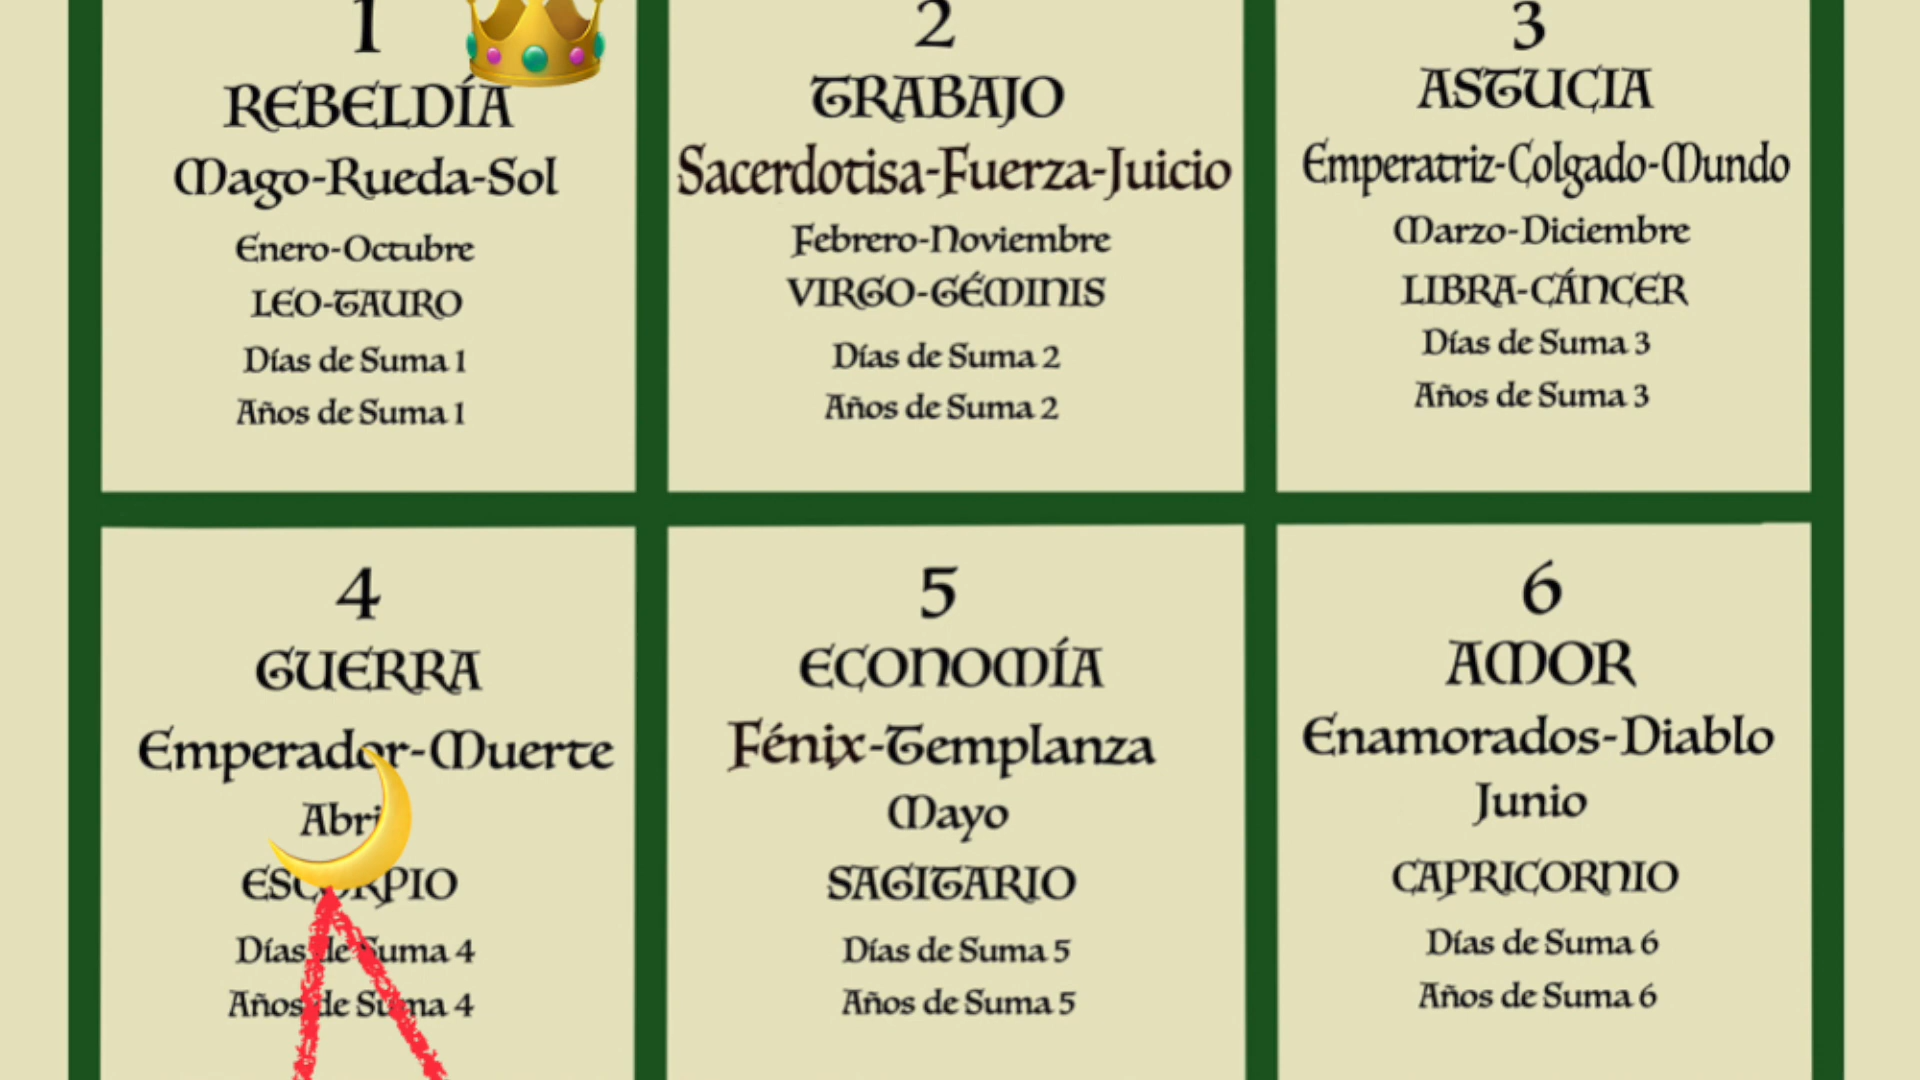 1
REBELDÍA
Mago-Rueda-Sol
Enero-Octubre
LEO-TAURO
Días de Suma 1
Años de Suma 1
2
TRABAJO
Sacerdotisa-Fuerza-Juicio
Febrero-Noviembre
VIRGO-GÉMINIS
Días de Suma 2
Años de Suma 2
3
ASTUCIA
Emperatriz-Colgado-Mundo
Marzo-Diciembre
LIBRA-CÁNCER
Días de Suma 3
Años de Suma 3
4
GUERRA
Emperador-Muerte
Abri
ESCORPIO
Días de Suma 4
Años de Suma 4
5
ECONOMÍA
Fénix-Templanza
Mayo
SAGITARIO
Días de Suma 5
Años de Suma 5
6
AMOR
Enamorados-Diablo
Junio
CAPRICORNIO
Días de Suma 6
Años de Suma 6